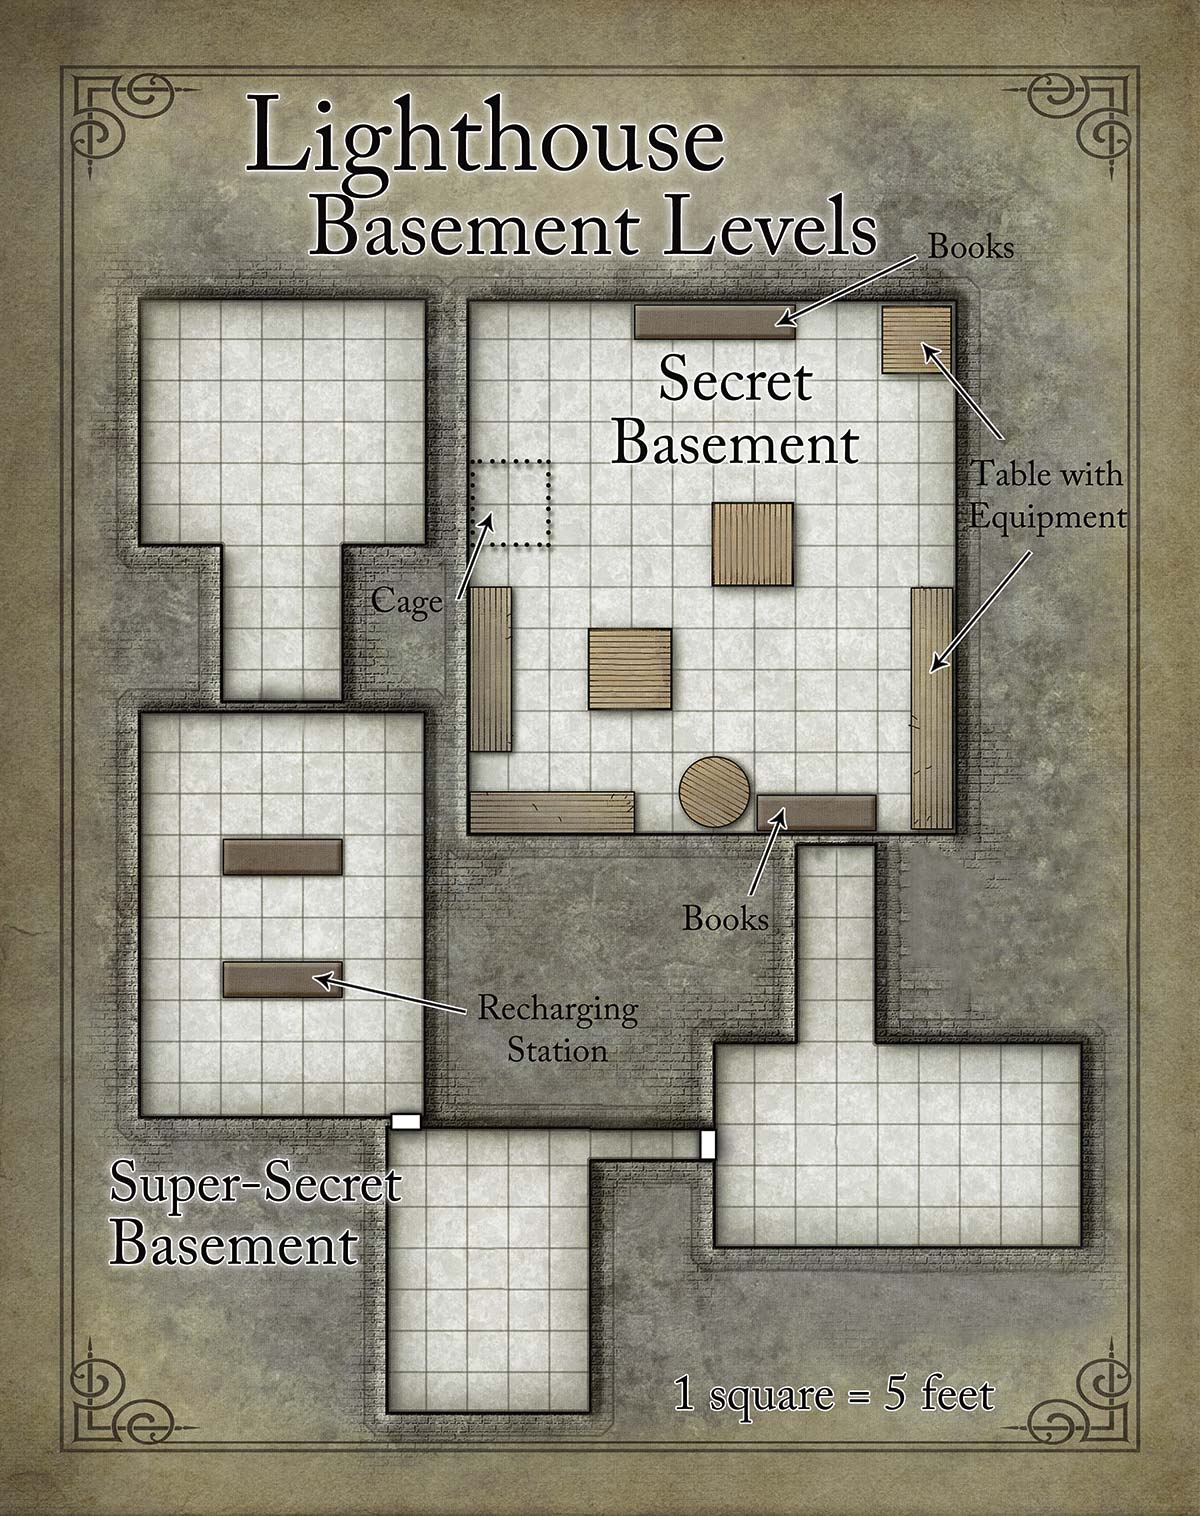 Lighthouse
Basement Levels
Books
Secret
Basement
Table with
Equipment
Cage
Books
Recharging
Station
Super-Secret
Basement
1 square = 5 feet